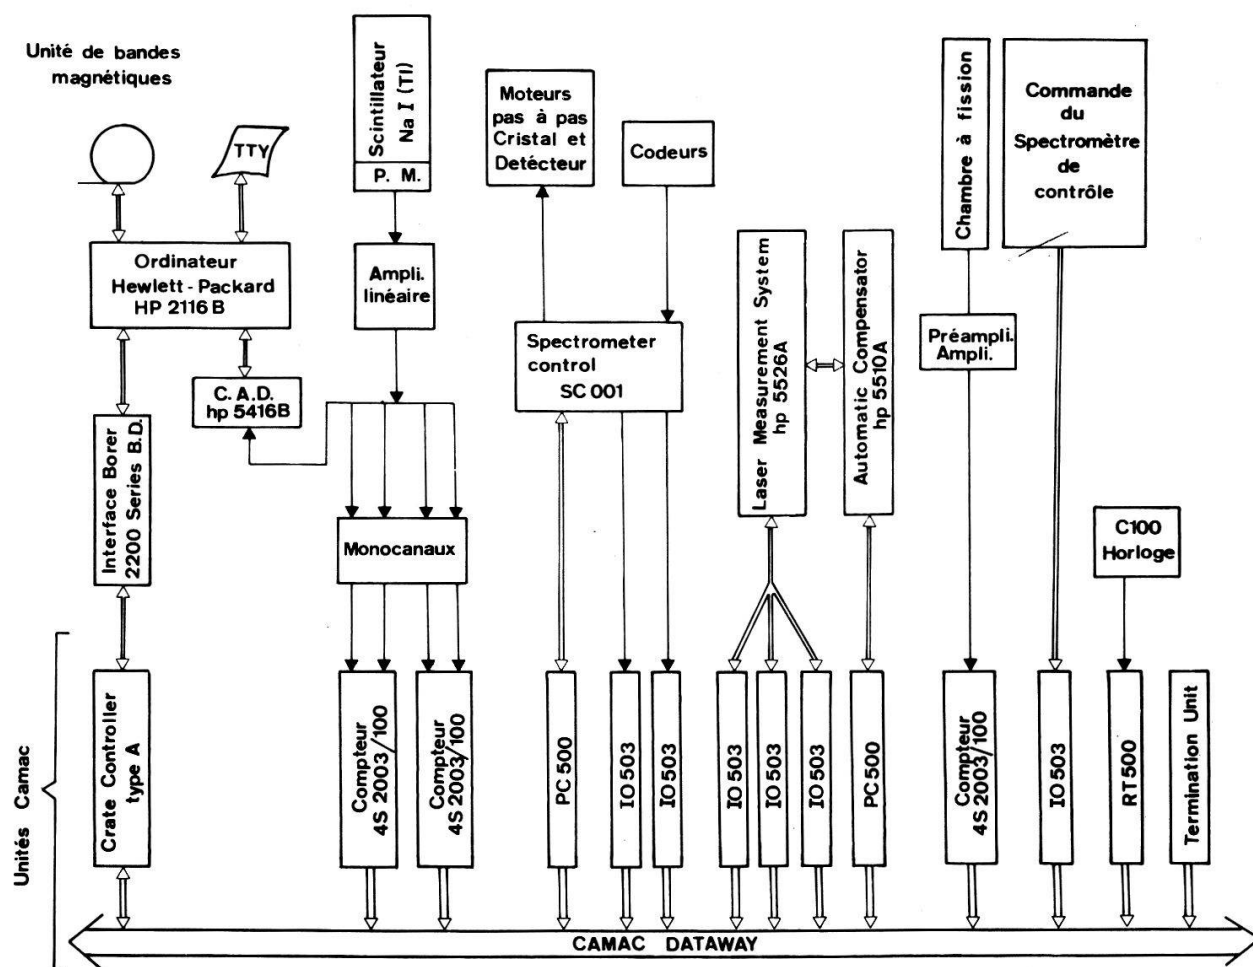 Unité de bandes
magnétiques
TTY
Ordinateur
Hewlett-Packard
HP 2116 B
C. A. D.
hp 5416B
Interface Borer
2200 Series B.D.
Scintillateur
Na I (Tl)
P. M.
Ampli.
linéaire
Monocanaux
Moteurs
pas à pas
Cristal et
Detécteur
Codeurs
Spectrometer
control
SC 001
Laser Measurement System
hp 5526A
Automatic Compensator
hp 5510A
Chambre à fission
Préampli.
Ampli.
Commande
du
Spectromètre
de
contrôle
C100
Horloge
Unités Camac
Crate Controller
type A
Compteur
4S 2003/100
Compteur
4S 2003/100
PC 500
IO 503
IO 503
IO 503
IO 503
IO 503
PC 500
Compteur
4S 2003/100
IO 503
RT 500
Termination Unit
CAMAC DATAWAY